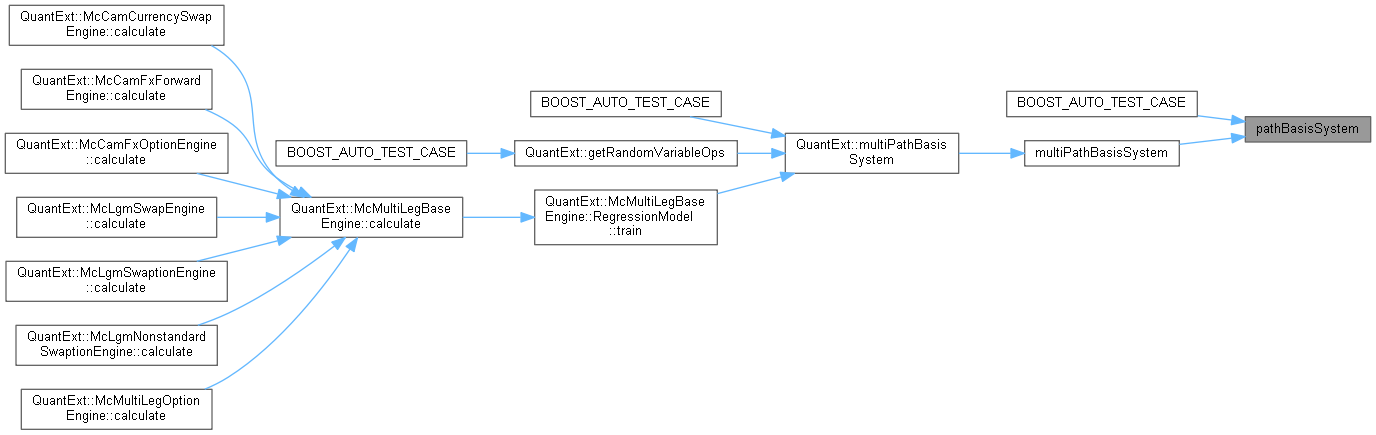 QuantExt::McCamCurrencySwap
Engine::calculate
QuantExt::McCamFxForward
Engine::calculate
QuantExt::McCamFxOptionEngine
::calculate
QuantExt::McLgmSwapEngine
::calculate
QuantExt::McLgmSwaptionEngine
::calculate
QuantExt::McLgmNonstandard
SwaptionEngine::calculate
QuantExt::McMultiLegOption
Engine::calculate
BOOST_AUTO_TEST_CASE
QuantExt::McMultiLegBase
Engine::calculate
BOOST_AUTO_TEST_CASE
QuantExt::getRandomVariableOps
QuantExt::McMultiLegBase
Engine::RegressionModel
::train
QuantExt::multiPathBasis
System
BOOST_AUTO_TEST_CASE
multiPathBasisSystem
pathBasisSystem